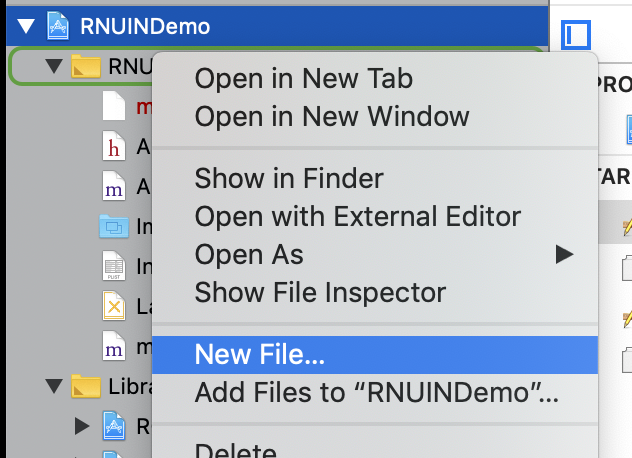 RNUINDemo
RNU
Open in New Tab
m
Open in New Window
h A
m A
Show in Finder
Im
Open with External Editor
PLIST In
Open As
La
Show File Inspector
m m
New File...
Libra
Add Files to “RNUINDemo”...
R
Delete
PRO
TAR